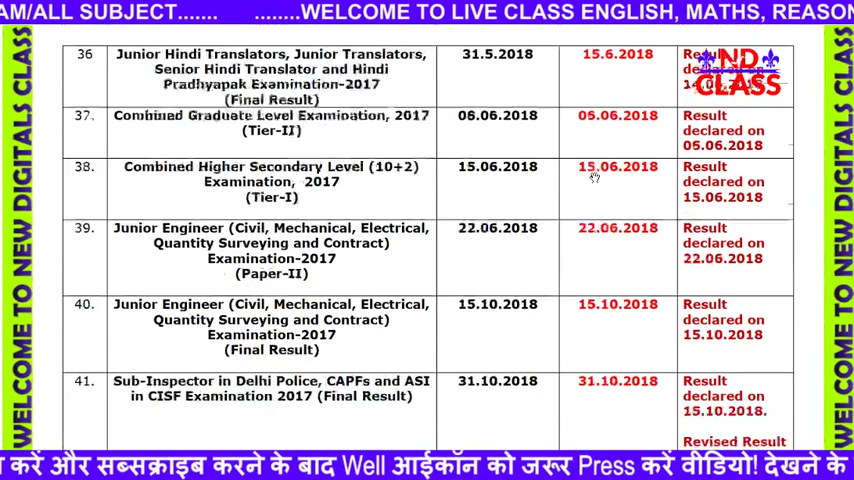 AM/ALL SUBJECT....... ........WELCOME TO LIVE CLASS ENGLISH, MATHS, REASON
WELCOME TO NEW DIGITALS CLASS
36 Junior Hindi Translators, Junior Translators, 31.5.2018 15.6.2018 Result
Senior Hindi Translator and Hindi declared on
Pradhyapak Examination-2017
(Final Result)
ND
CLASS
37. Combined Graduate Level Examination, 2017 06.06.2018 05.06.2018 Result
(Tier-II) declared on
05.06.2018
38. Combined Higher Secondary Level (10+2) 15.06.2018 15.06.2018 Result
Examination, 2017 declared on
(Tier-I) 15.06.2018
39. Junior Engineer (Civil, Mechanical, Electrical, 22.06.2018 22.06.2018 Result
Quantity Surveying and Contract) declared on
Examination-2017 22.06.2018
(Paper-II)
40. Junior Engineer (Civil, Mechanical, Electrical, 15.10.2018 15.10.2018 Result
Quantity Surveying and Contract) declared on
Examination-2017 15.10.2018
(Final Result)
41. Sub-Inspector in Delhi Police, CAPFs and ASI 31.10.2018 31.10.2018 Result
in CISF Examination 2017 (Final Result) declared on
15.10.2018.
Revised Result
WELCOME TO NEW DIGITALS CLASS
करें और सब्सक्राइब करने के बाद Well आईकॉन को जरूर Press करें वीडियो! देखने के